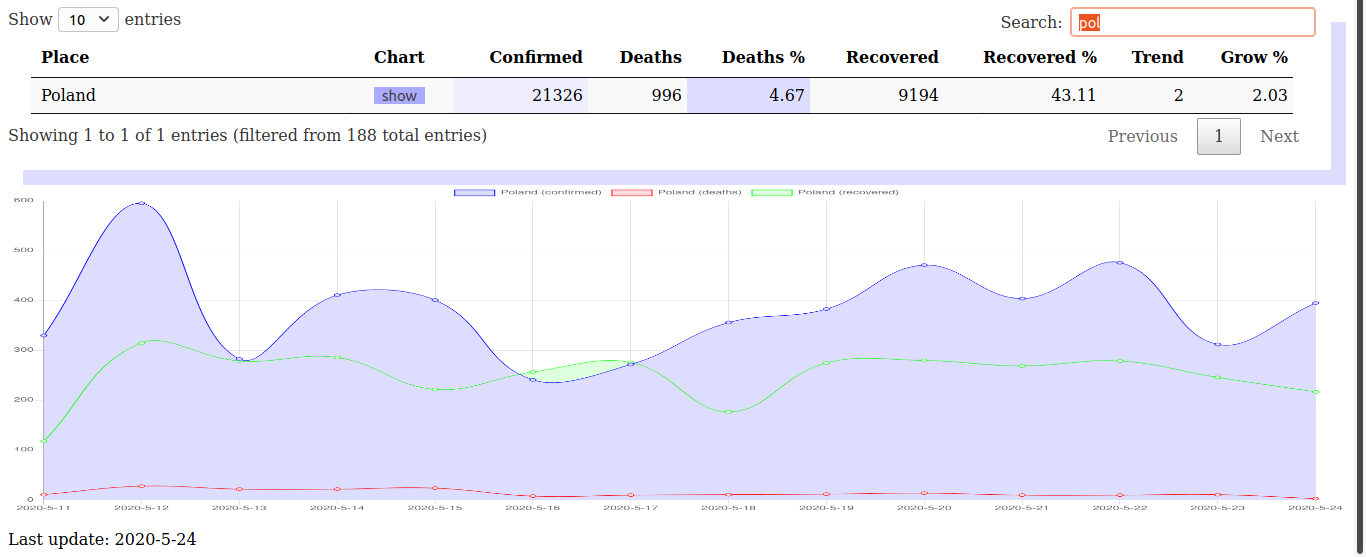 Show 10 entries
Search: pol
Place Chart Confirmed Deaths Deaths % Recovered Recovered % Trend Grow %
Poland show 21326 996 4.67 9194 43.11 2 2.03
Showing 1 to 1 of 1 entries (filtered from 188 total entries)
Previous 1 Next
Poland (confirmed) Poland (deaths) Poland (recovered)
600
500
400
300
200
100
0
2020-5-11 2020-5-12 2020-5-13 2020-5-14 2020-5-15 2020-5-16 2020-5-17 2020-5-18 2020-5-19 2020-5-20 2020-5-21 2020-5-22 2020-5-23 2020-5-24
Last update: 2020-5-24